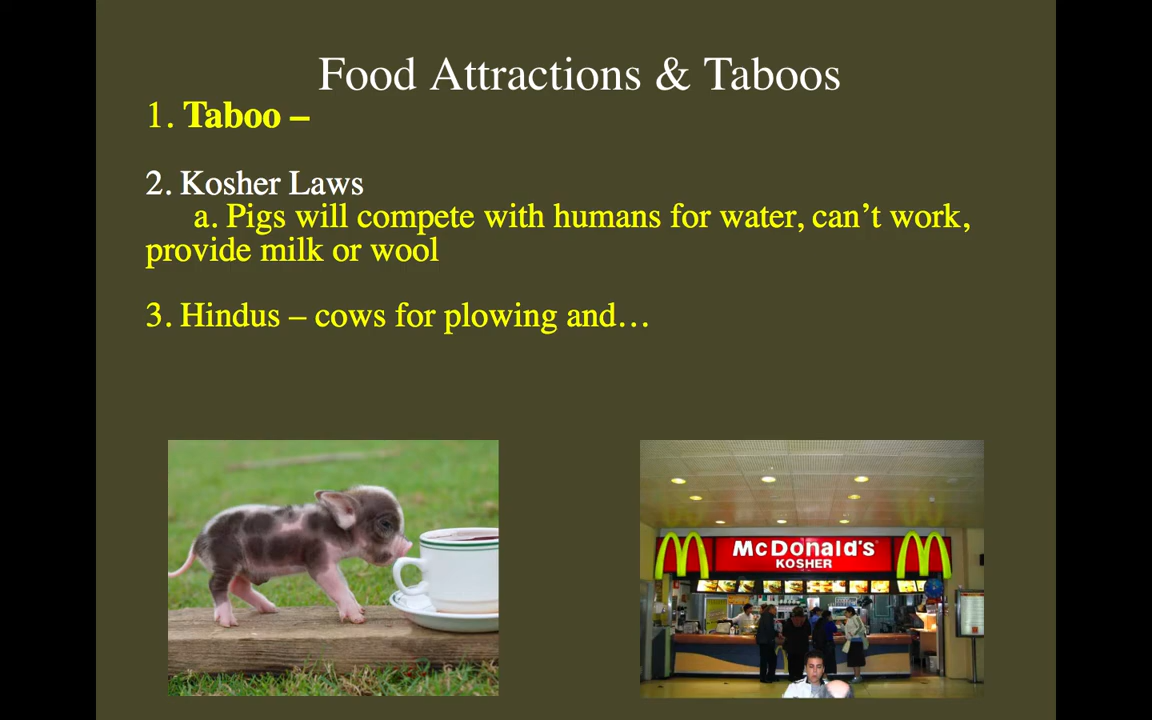 Food Attractions & Taboos
1. Taboo –
2. Kosher Laws
a. Pigs will compete with humans for water, can’t work,
provide milk or wool
3. Hindus – cows for plowing and…
McDonald's
KOSHER